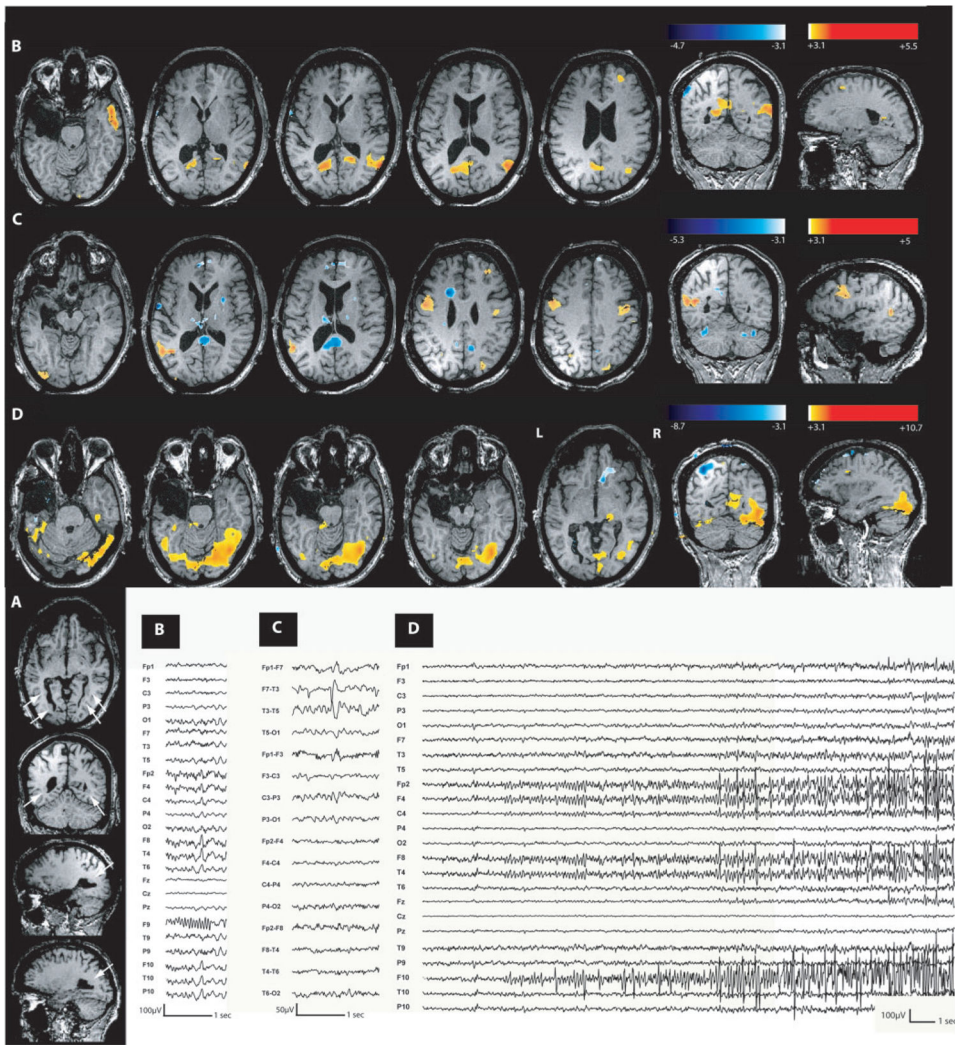 B
-4.7 -3.1 +3.1 +5.5
C
-5.3 -3.1 +3.1 +5
D
L R
-8.7 -3.1 +3.1 +10.7
A
B
Fp1
F3
C3
P3
O1
F7
T3
T5
Fp2
F4
C4
P4
O2
F8
T4
T6
Fz
Cz
Pz
F9
T9
P9
F10
T10
P10
100µV 1 sec
C
Fp1-F7
F7-T3
T3-T5
T5-O1
Fp1-F3
F3-C3
C3-P3
P3-O1
Fp2-F4
F4-C4
C4-P4
P4-O2
Fp2-F8
F8-T4
T4-T6
T6-O2
50µV 1 sec
D
Fp1
F3
C3
P3
O1
F7
T3
T5
Fp2
F4
C4
P4
O2
F8
T4
T6
Fz
Cz
Pz
T9
P9
F10
T10
P10
100µV 1 sec